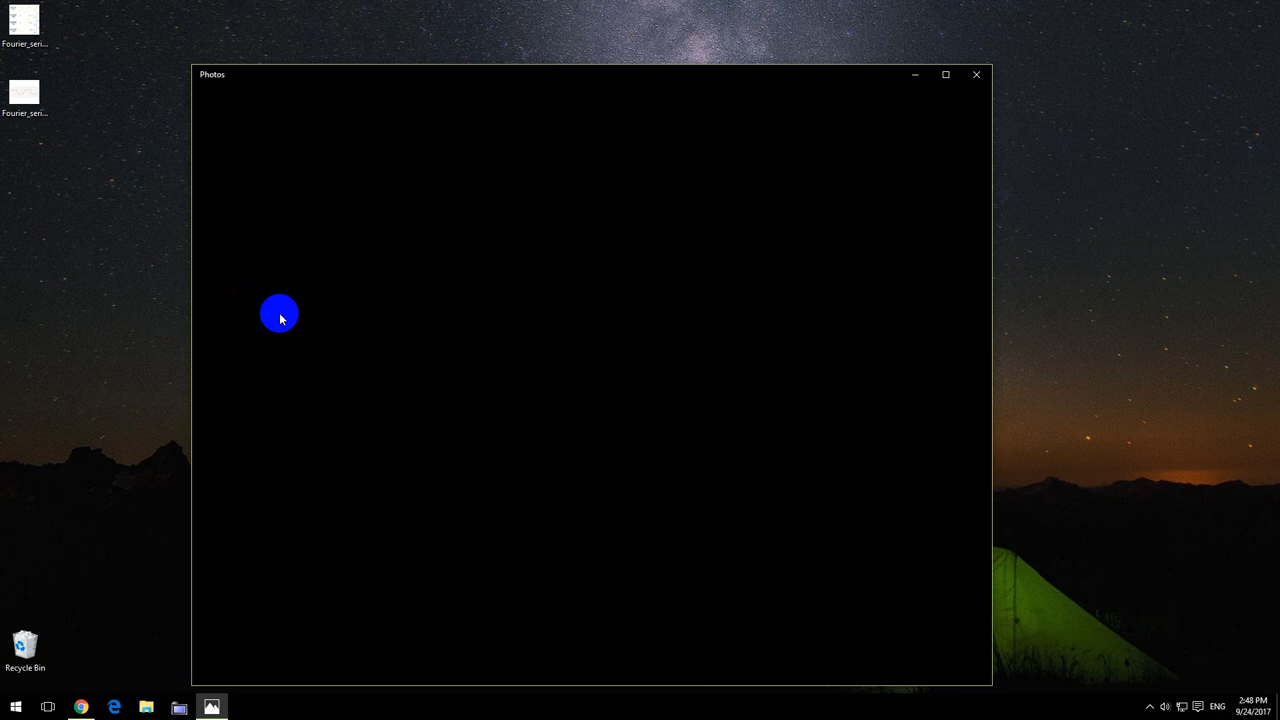 Fourier_seri...
Photos
Fourier_seri...
Recycle Bin
ENG
2:48 PM
9/24/2017